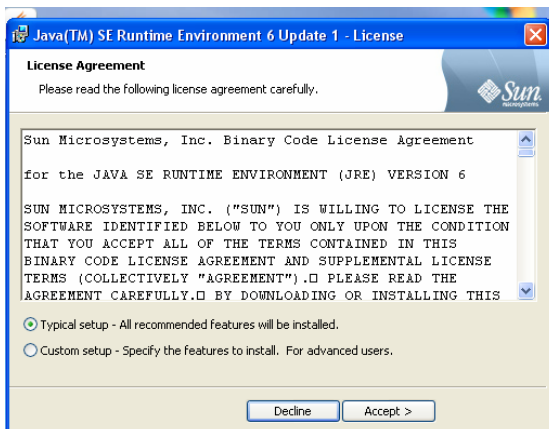 Java(TM) SE Runtime Environment 6 Update 1 - License
License Agreement
Please read the following license agreement carefully.
Sun
microsystems
Sun Microsystems, Inc. Binary Code License Agreement
for the JAVA SE RUNTIME ENVIRONMENT (JRE) VERSION 6
SUN MICROSYSTEMS, INC. ("SUN") IS WILLING TO LICENSE THE
SOFTWARE IDENTIFIED BELOW TO YOU ONLY UPON THE CONDITION
THAT YOU ACCEPT ALL OF THE TERMS CONTAINED IN THIS
BINARY CODE LICENSE AGREEMENT AND SUPPLEMENTAL LICENSE
TERMS (COLLECTIVELY "AGREEMENT").□ PLEASE READ THE
AGREEMENT CAREFULLY.□ BY DOWNLOADING OR INSTALLING THIS
Typical setup - All recommended features will be installed.
Custom setup - Specify the features to install. For advanced users.
Decline
Accept >